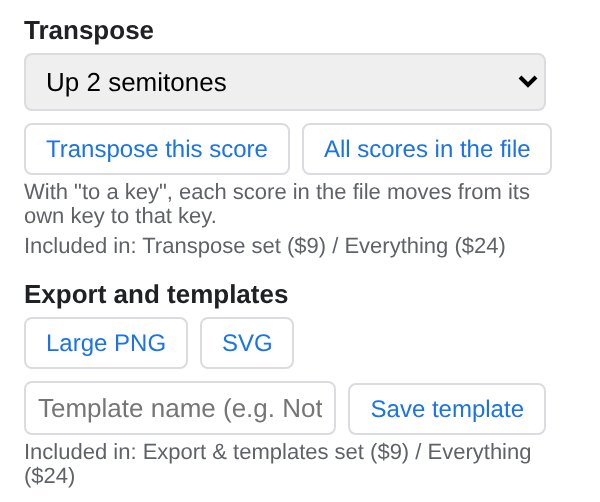 Transpose
Up 2 semitones
Transpose this score
All scores in the file
With "to a key", each score in the file moves from its
own key to that key.
Included in: Transpose set ($9) / Everything ($24)
Export and templates
Large PNG
SVG
Template name (e.g. Not
Save template
Included in: Export & templates set ($9) / Everything
($24)